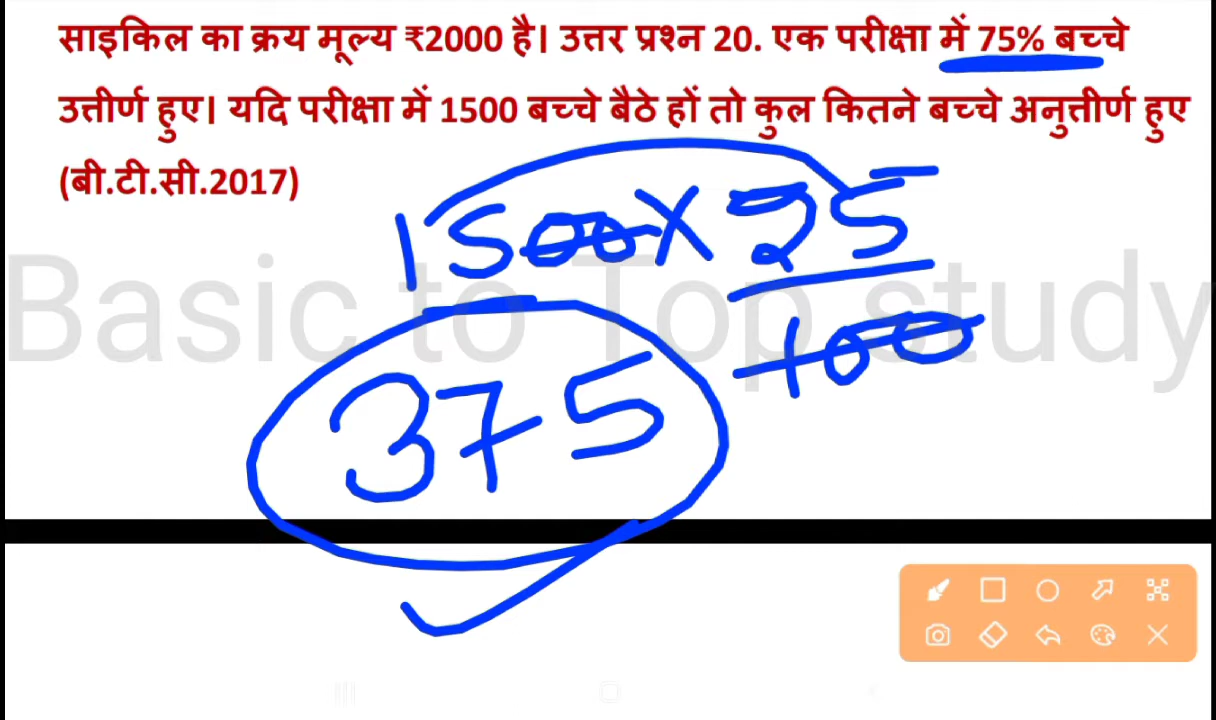 साइकिल का क्रय मूल्य ₹2000 है। उत्तर प्रश्न 20. एक परीक्षा में 75% बच्चे
उत्तीर्ण हुए। यदि परीक्षा में 1500 बच्चे बैठे हों तो कुल कितने बच्चे अनुत्तीर्ण हुए
(बी.टी.सी.2017)
1500 X 25
100
Basic to Top study
375